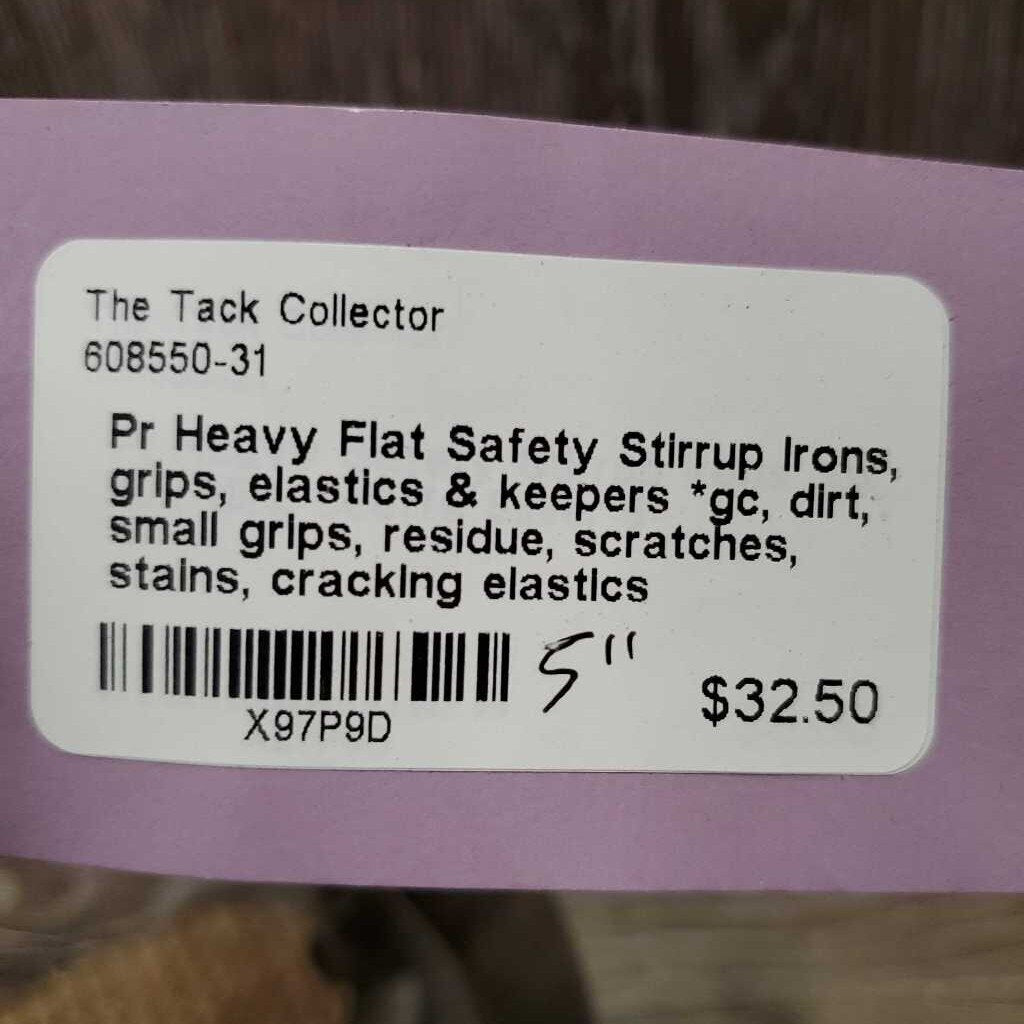 The Tack Collector
608550-31
Pr Heavy Flat Safety Stirrup Irons,
grips, elastics & keepers *gc, dirt,
small grips, residue, scratches,
stains, cracking elastics
5"
$32.50
X97P9D